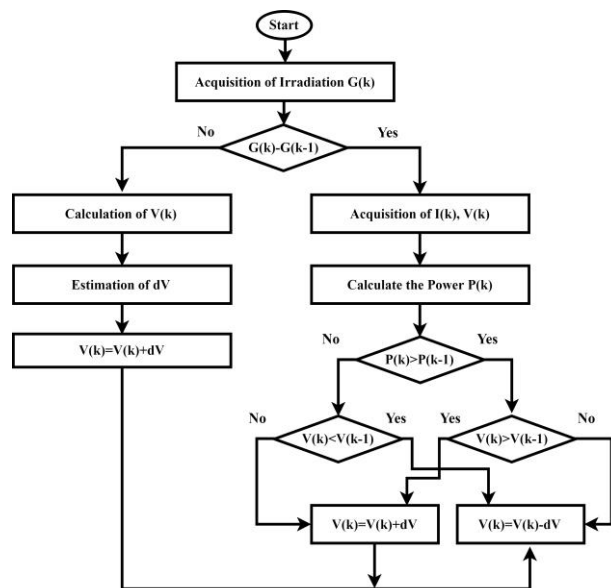 Start
Acquisition of Irradiation G(k)
No
Yes
G(k)-G(k-1)
Calculation of V(k)
Acquisition of I(k), V(k)
Estimation of dV
Calculate the Power P(k)
V(k)=V(k)+dV
No
Yes
P(k)>P(k-1)
No
Yes
Yes
No
V(k)<V(k-1)
V(k)>V(k-1)
V(k)=V(k)+dV
V(k)=V(k)-dV